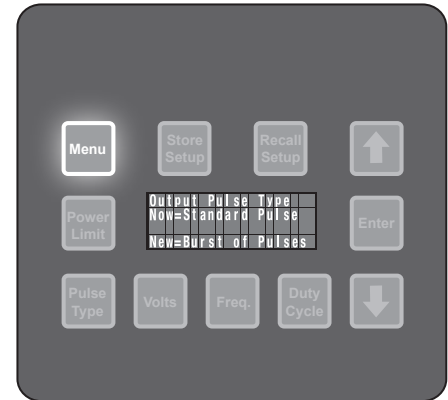 Menu
Store
Setup
Recall
Setup
Power
Limit
Output Pulse Type
Now=Standard Pulse
New=Burst of Pulses
Enter
Pulse
Type
Volts
Freq.
Duty
Cycle